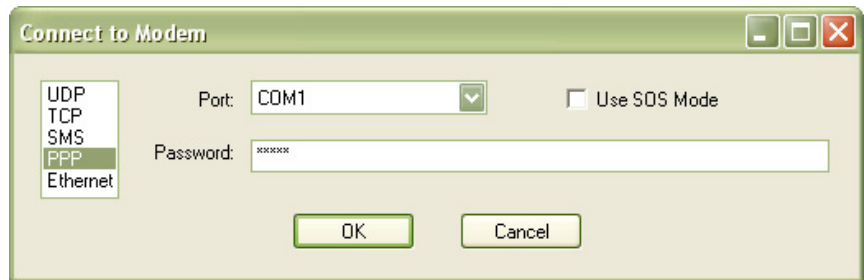 Connect to Modem
UDP
TCP
SMS
PPP
Ethernet
Port: COM1 Use SOS Mode
Password: *****
OK Cancel